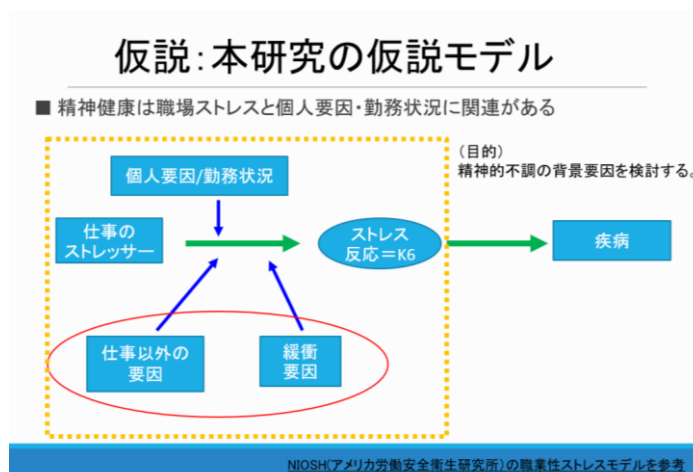 仮説：本研究の仮説モデル
■ 精神健康は職場ストレスと個人要因・勤務状況に関連がある
（目的）
精神的不調の背景要因を検討する。
個人要因/勤務状況
仕事の
ストレッサー
ストレス
反応＝K6
疾病
仕事以外の
要因
緩衝
要因
NIOSH(アメリカ労働安全衛生研究所）の職業性ストレスモデルを参考